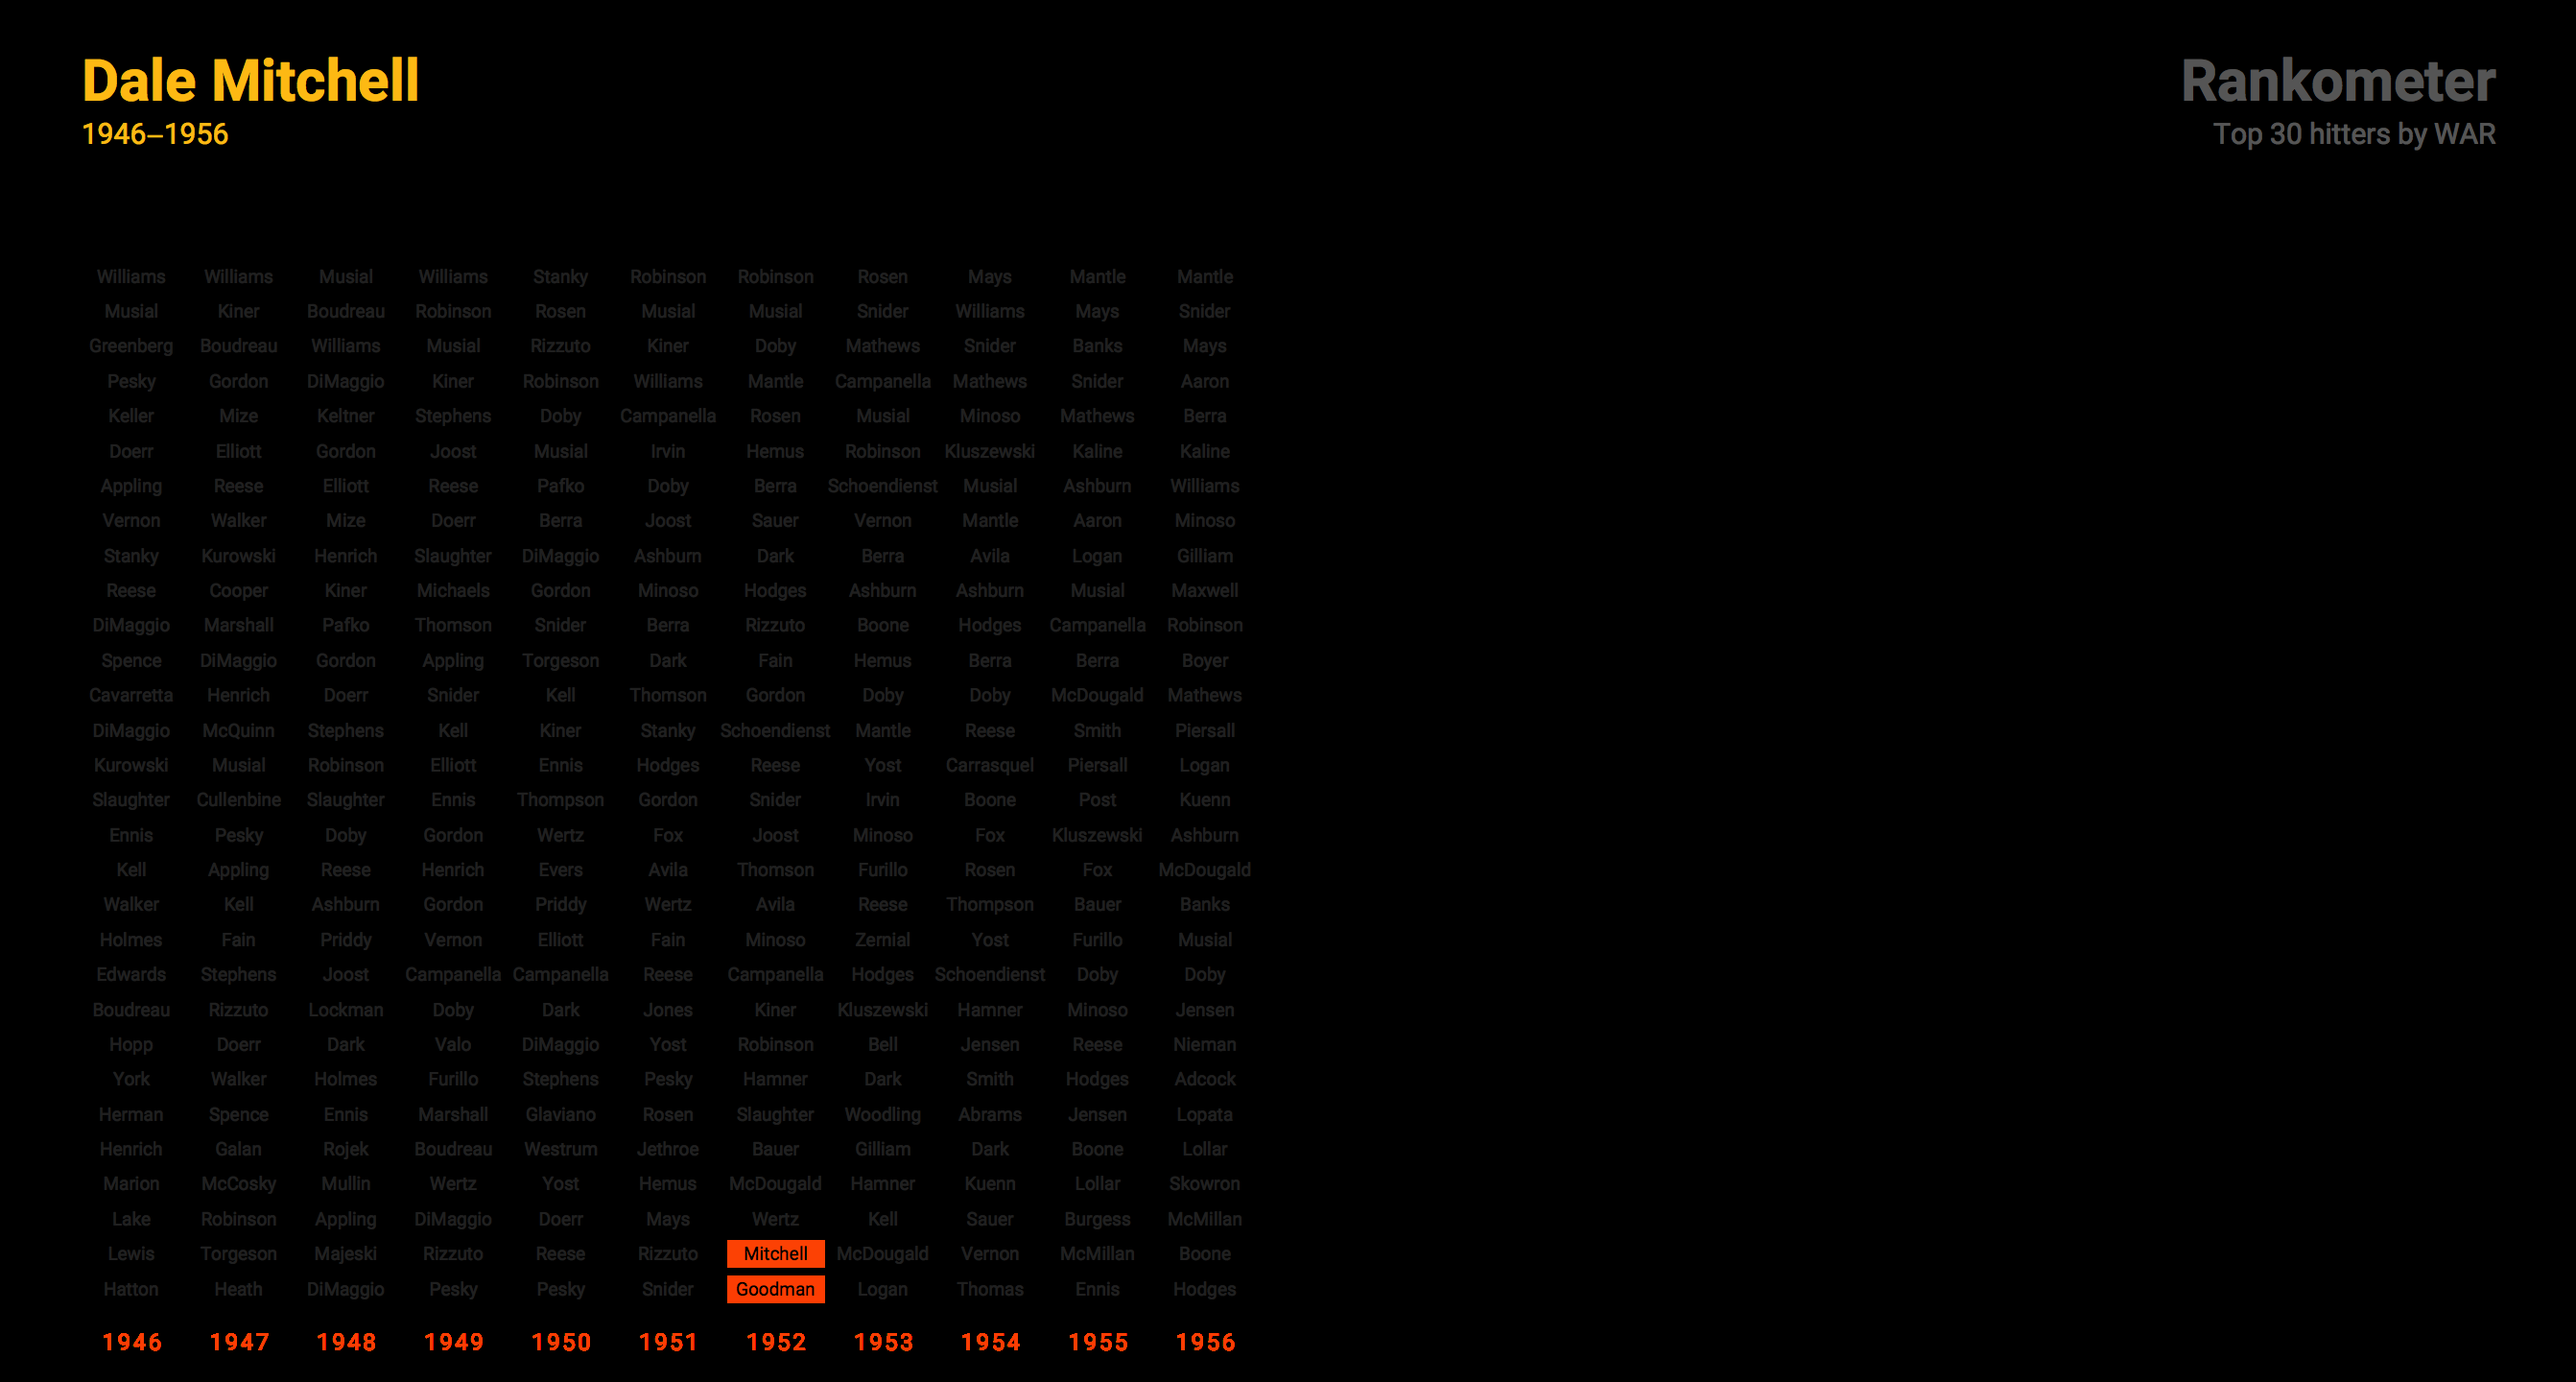 Dale Mitchell
1946–1956
Rankometer
Top 30 hitters by WAR
Williams Williams Musial Williams Stanky Robinson Robinson Rosen Mays Mantle Mantle
Musial Kiner Boudreau Robinson Rosen Musial Musial Snider Williams Mays Snider
Greenberg Boudreau Williams Musial Rizzuto Kiner Doby Mathews Snider Banks Mays
Pesky Gordon DiMaggio Kiner Robinson Williams Mantle Campanella Mathews Snider Aaron
Keller Mize Keltner Stephens Doby Campanella Rosen Musial Minoso Mathews Berra
Doerr Elliott Gordon Joost Musial Irvin Hemus Robinson Kluszewski Kaline Kaline
Appling Reese Elliott Reese Pafko Doby Berra Schoendienst Musial Ashburn Williams
Vernon Walker Mize Doerr Berra Joost Sauer Vernon Mantle Aaron Minoso
Stanky Kurowski Henrich Slaughter DiMaggio Ashburn Dark Berra Avila Logan Gilliam
Reese Cooper Kiner Michaels Gordon Minoso Hodges Ashburn Ashburn Musial Maxwell
DiMaggio Marshall Pafko Thomson Snider Berra Rizzuto Boone Hodges Campanella Robinson
Spence DiMaggio Gordon Appling Torgeson Dark Fain Hemus Berra Berra Boyer
Cavarretta Henrich Doerr Snider Kell Thomson Gordon Doby Doby McDougald Mathews
DiMaggio McQuinn Stephens Kell Kiner Stanky Schoendienst Mantle Reese Smith Piersall
Kurowski Musial Robinson Elliott Ennis Hodges Reese Yost Carrasquel Piersall Logan
Slaughter Cullenbine Slaughter Ennis Thompson Gordon Snider Irvin Boone Post Kuenn
Ennis Pesky Doby Gordon Wertz Fox Joost Minoso Fox Kluszewski Ashburn
Kell Appling Reese Henrich Evers Avila Thomson Furillo Rosen Fox McDougald
Walker Kell Ashburn Gordon Priddy Wertz Avila Reese Thompson Bauer Banks
Holmes Fain Priddy Vernon Elliott Fain Minoso Zernial Yost Furillo Musial
Edwards Stephens Joost Campanella Campanella Reese Campanella Hodges Schoendienst Doby Doby
Boudreau Rizzuto Lockman Doby Dark Jones Kiner Kluszewski Hamner Minoso Jensen
Hopp Doerr Dark Valo DiMaggio Yost Robinson Bell Jensen Reese Nieman
York Walker Holmes Furillo Stephens Pesky Hamner Dark Smith Hodges Adcock
Herman Spence Ennis Marshall Glaviano Rosen Slaughter Woodling Abrams Jensen Lopata
Henrich Galan Rojek Boudreau Westrum Jethroe Bauer Gilliam Dark Boone Lollar
Marion McCosky Mullin Wertz Yost Hemus McDougald Hamner Kuenn Lollar Skowron
Lake Robinson Appling DiMaggio Doerr Mays Wertz Kell Sauer Burgess McMillan
Lewis Torgeson Majeski Rizzuto Reese Rizzuto Mitchell McDougald Vernon McMillan Boone
Hatton Heath DiMaggio Pesky Pesky Snider Goodman Logan Thomas Ennis Hodges
1946 1947 1948 1949 1950 1951 1952 1953 1954 1955 1956